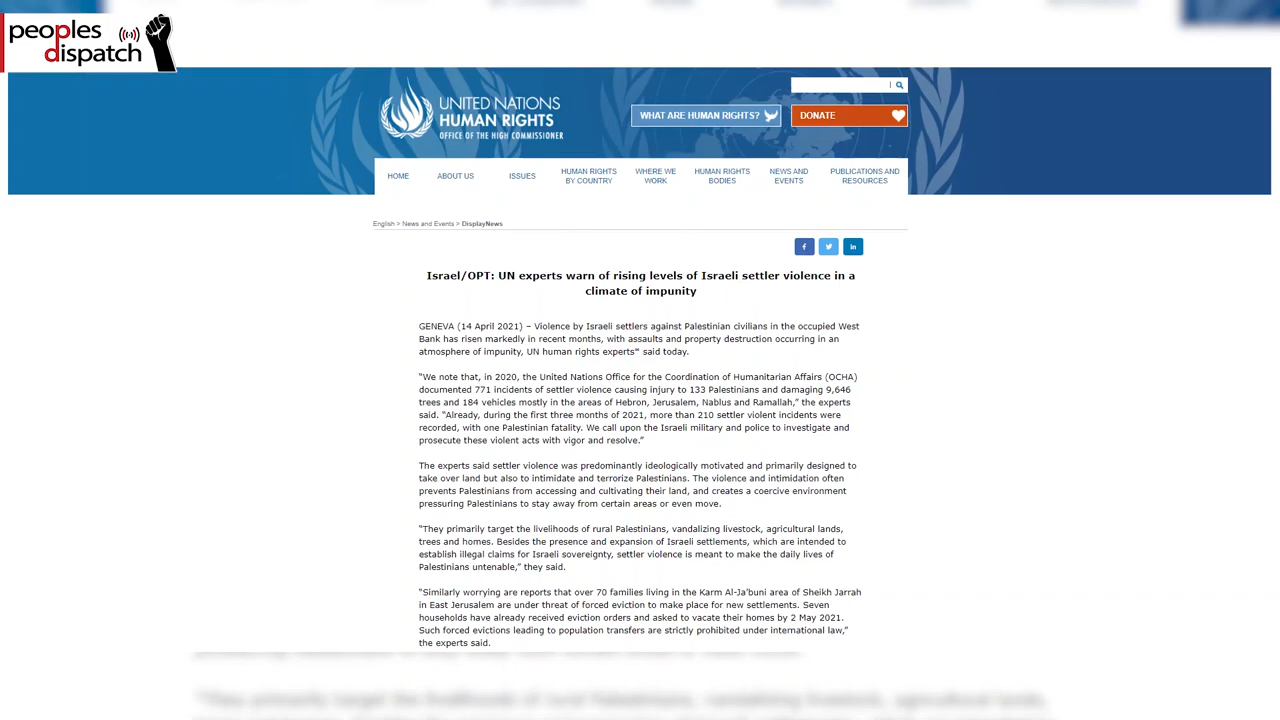 peoples
dispatch
UNITED NATIONS
HUMAN RIGHTS
OFFICE OF THE HIGH COMMISSIONER
WHAT ARE HUMAN RIGHTS?
DONATE
HOME
ABOUT US
ISSUES
HUMAN RIGHTS
BY COUNTRY
WHERE WE
WORK
HUMAN RIGHTS
BODIES
NEWS AND
EVENTS
PUBLICATIONS AND
RESOURCES
English > News and Events > DisplayNews
Israel/OPT: UN experts warn of rising levels of Israeli settler violence in a
climate of impunity
GENEVA (14 April 2021) – Violence by Israeli settlers against Palestinian civilians in the occupied West
Bank has risen markedly in recent months, with assaults and property destruction occurring in an
atmosphere of impunity, UN human rights experts* said today.
"We note that, in 2020, the United Nations Office for the Coordination of Humanitarian Affairs (OCHA)
documented 771 incidents of settler violence causing injury to 133 Palestinians and damaging 9,646
trees and 184 vehicles mostly in the areas of Hebron, Jerusalem, Nablus and Ramallah," the experts
said. "Already, during the first three months of 2021, more than 210 settler violent incidents were
recorded, with one Palestinian fatality. We call upon the Israeli military and police to investigate and
prosecute these violent acts with vigor and resolve."
The experts said settler violence was predominantly ideologically motivated and primarily designed to
take over land but also to intimidate and terrorize Palestinians. The violence and intimidation often
prevents Palestinians from accessing and cultivating their land, and creates a coercive environment
pressuring Palestinians to stay away from certain areas or even move.
"They primarily target the livelihoods of rural Palestinians, vandalizing livestock, agricultural lands,
trees and homes. Besides the presence and expansion of Israeli settlements, which are intended to
establish illegal claims for Israeli sovereignty, settler violence is meant to make the daily lives of
Palestinians untenable," they said.
"Similarly worrying are reports that over 70 families living in the Karm Al-Ja'buni area of Sheikh Jarrah
in East Jerusalem are under threat of forced eviction to make place for new settlements. Seven
households have already received eviction orders and asked to vacate their homes by 2 May 2021.
Such forced evictions leading to population transfers are strictly prohibited under international law,"
the experts said.